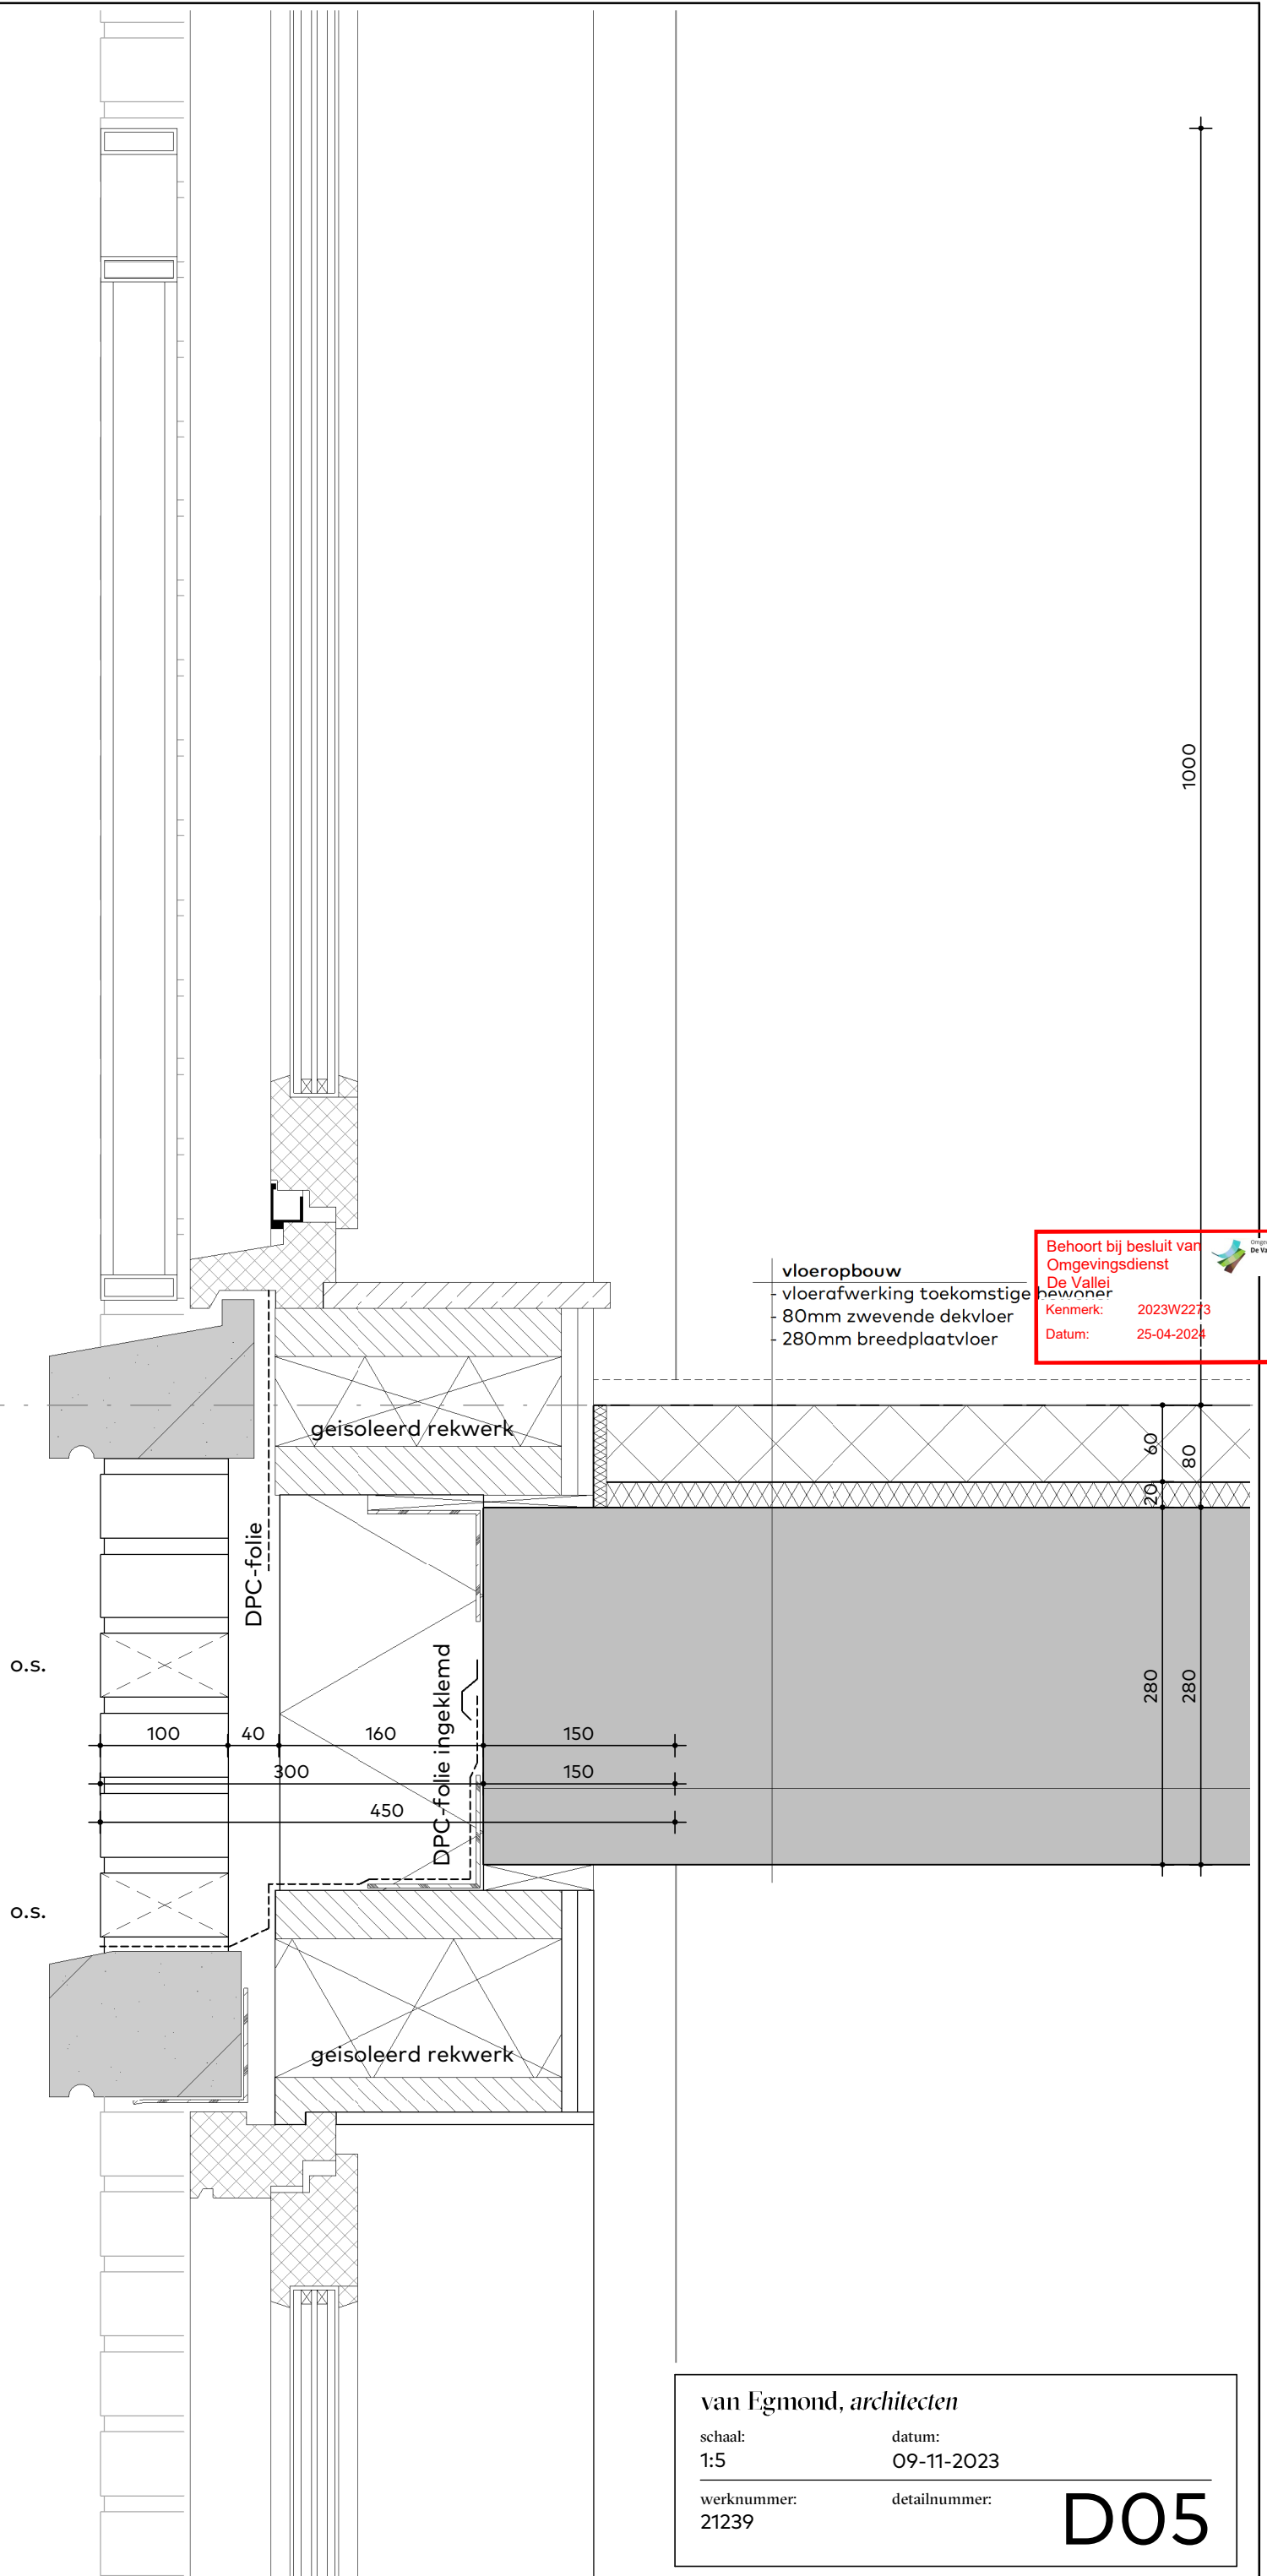 1000
vloeropbouw
- vloerafwerking toekomstige bewoner
- 80mm zwevende dekvloer
- 280mm breedplaatvloer
Behoort bij besluit van
Omgevingsdienst
De Vallei
Kenmerk: 2023W2273
Datum: 25-04-2024
geisoleerd rekwerk
60
80
20
DPC-folie
o.s.
280
280
DPC-folie ingeklemd
100
40
160
150
300
150
450
o.s.
geisoleerd rekwerk
van Egmond, architecten
schaal: datum:
1:5 09-11-2023
werknummer: detailnummer:
21239
D05